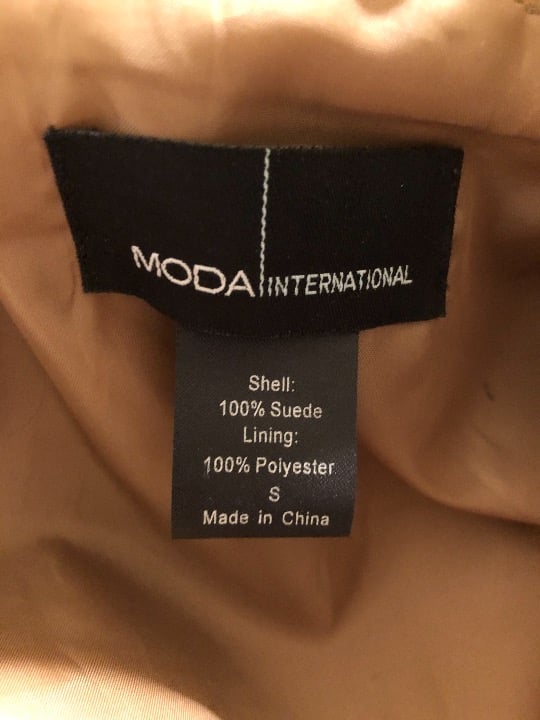 MODA INTERNATIONAL
Shell:
100% Suede
Lining:
100% Polyester
S
Made in China